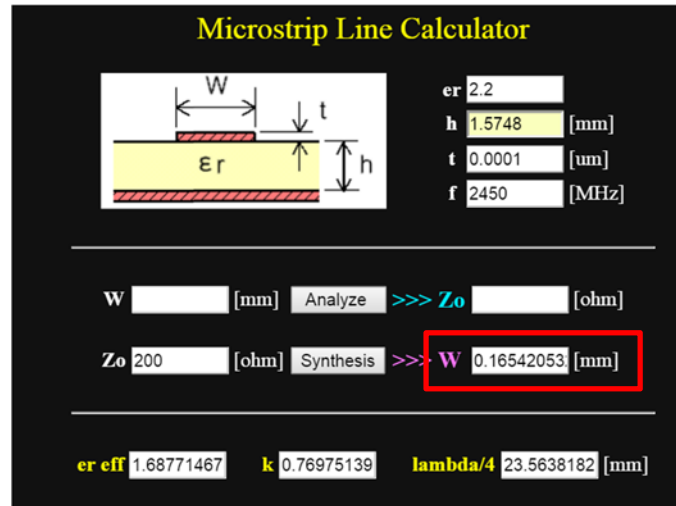 Microstrip Line Calculator
W
t
εr
h
er 2.2
h 1.5748 [mm]
t 0.0001 [um]
f 2450 [MHz]
W [mm] Analyze >>> Zo [ohm]
Zo 200 [ohm] Synthesis >>> W 0.16542053 [mm]
er eff 1.68771467 k 0.76975139 lambda/4 23.5638182 [mm]